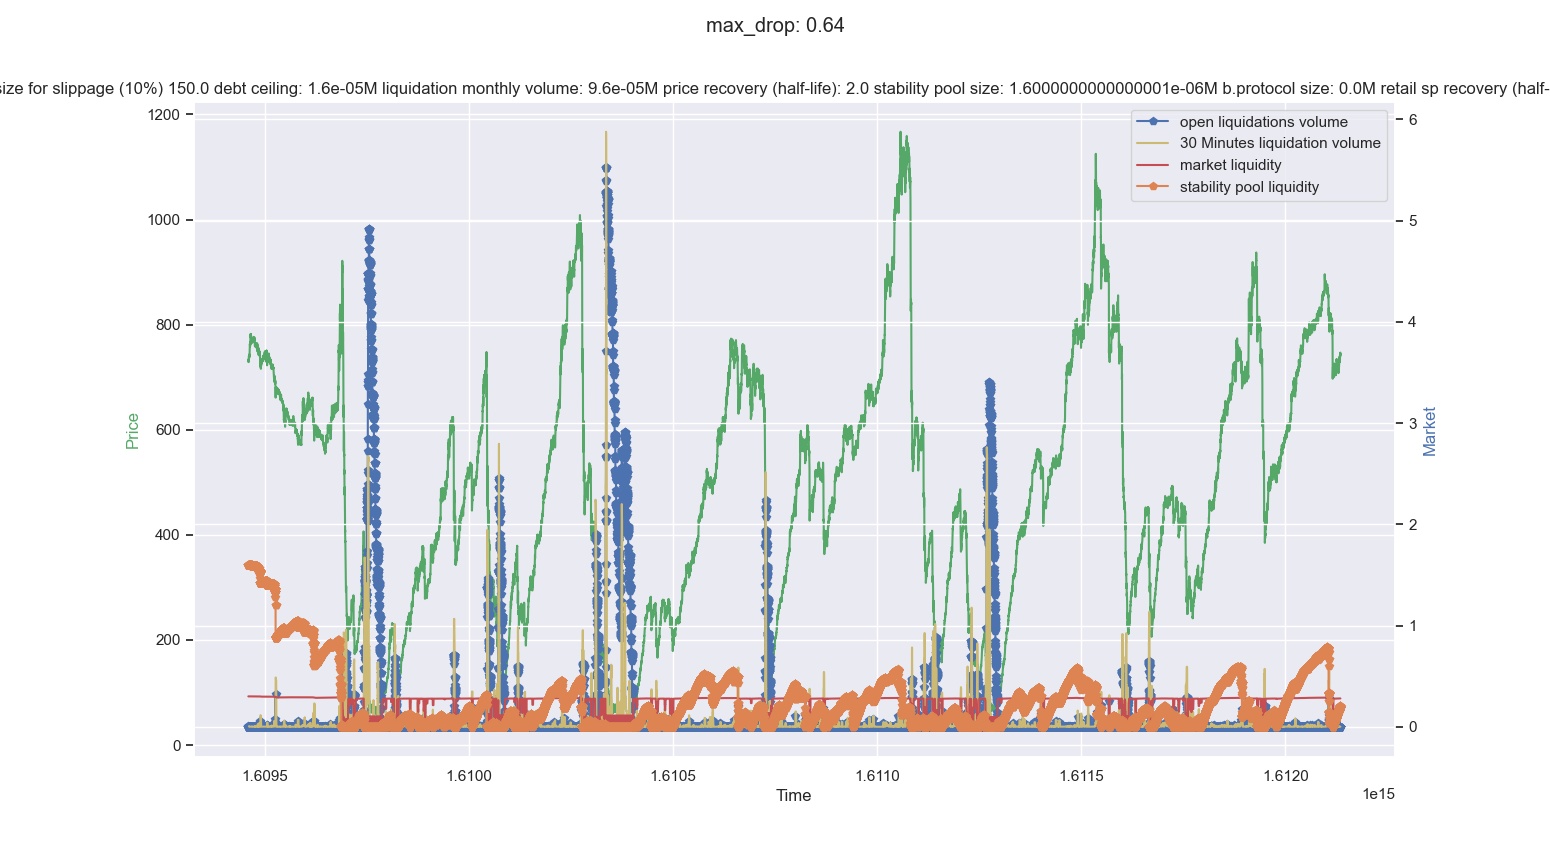 max_drop: 0.64
size for slippage (10%) 150.0 debt ceiling: 1.6e-05M liquidation monthly volume: 9.6e-05M price recovery (half-life): 2.0 stability pool size: 1.6000000000000001e-06M b.protocol size: 0.0M retail sp recovery (half-
open liquidations volume
30 Minutes liquidation volume
market liquidity
stability pool liquidity
1200
1000
800
600
400
200
0
Price
6
5
4
3
2
1
0
Market
1.6095
1.6100
1.6105
1.6110
1.6115
1.6120
1e15
Time